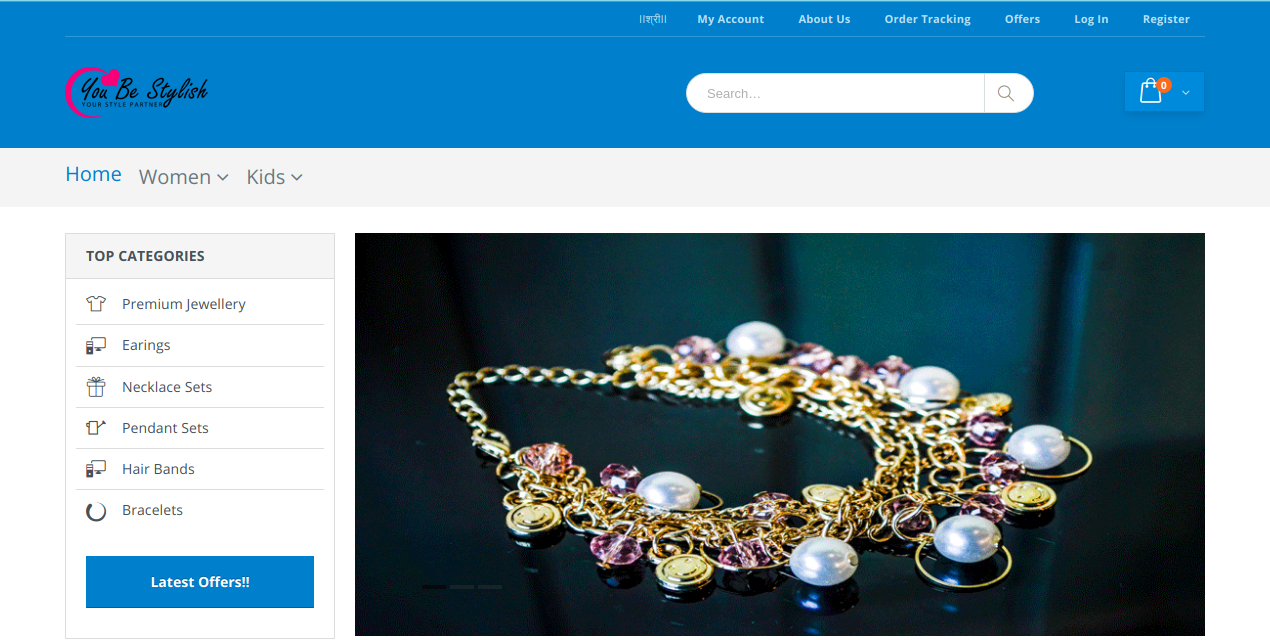 ॥श्री॥ My Account About Us Order Tracking Offers Log In Register
You Be Stylish
YOUR STYLE PARTNER
Search...
0
Home Women Kids
TOP CATEGORIES
Premium Jewellery
Earings
Necklace Sets
Pendant Sets
Hair Bands
Bracelets
Latest Offers!!